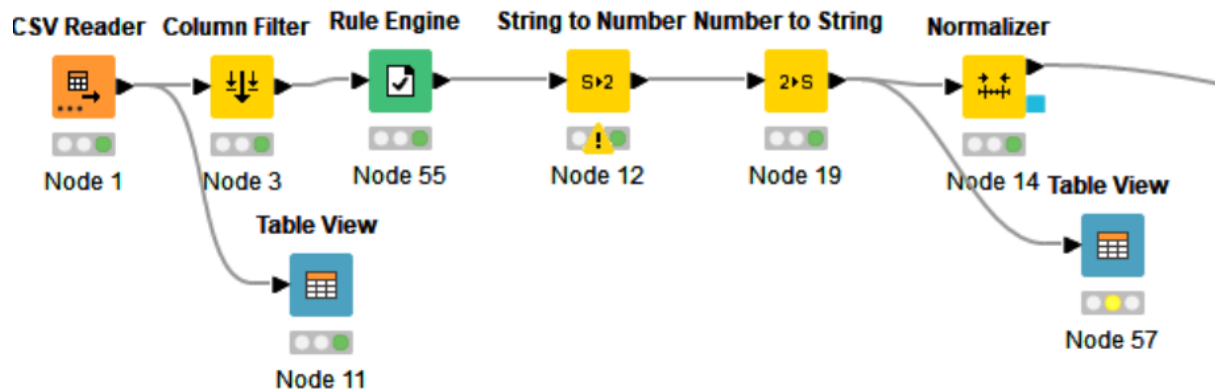 CSV Reader
Column Filter
Rule Engine
String to Number
Number to String
Normalizer
S▸2
2▸S
Node 1
Node 3
Node 55
Node 12
Node 19
Node 14
Table View
Table View
Node 57
Node 11